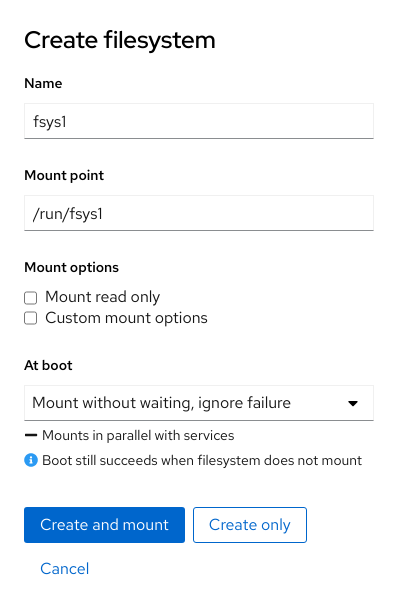 Create filesystem
Name
fsys1
Mount point
/run/fsys1
Mount options
Mount read only
Custom mount options
At boot
Mount without waiting, ignore failure
Mounts in parallel with services
Boot still succeeds when filesystem does not mount
Create and mount
Create only
Cancel